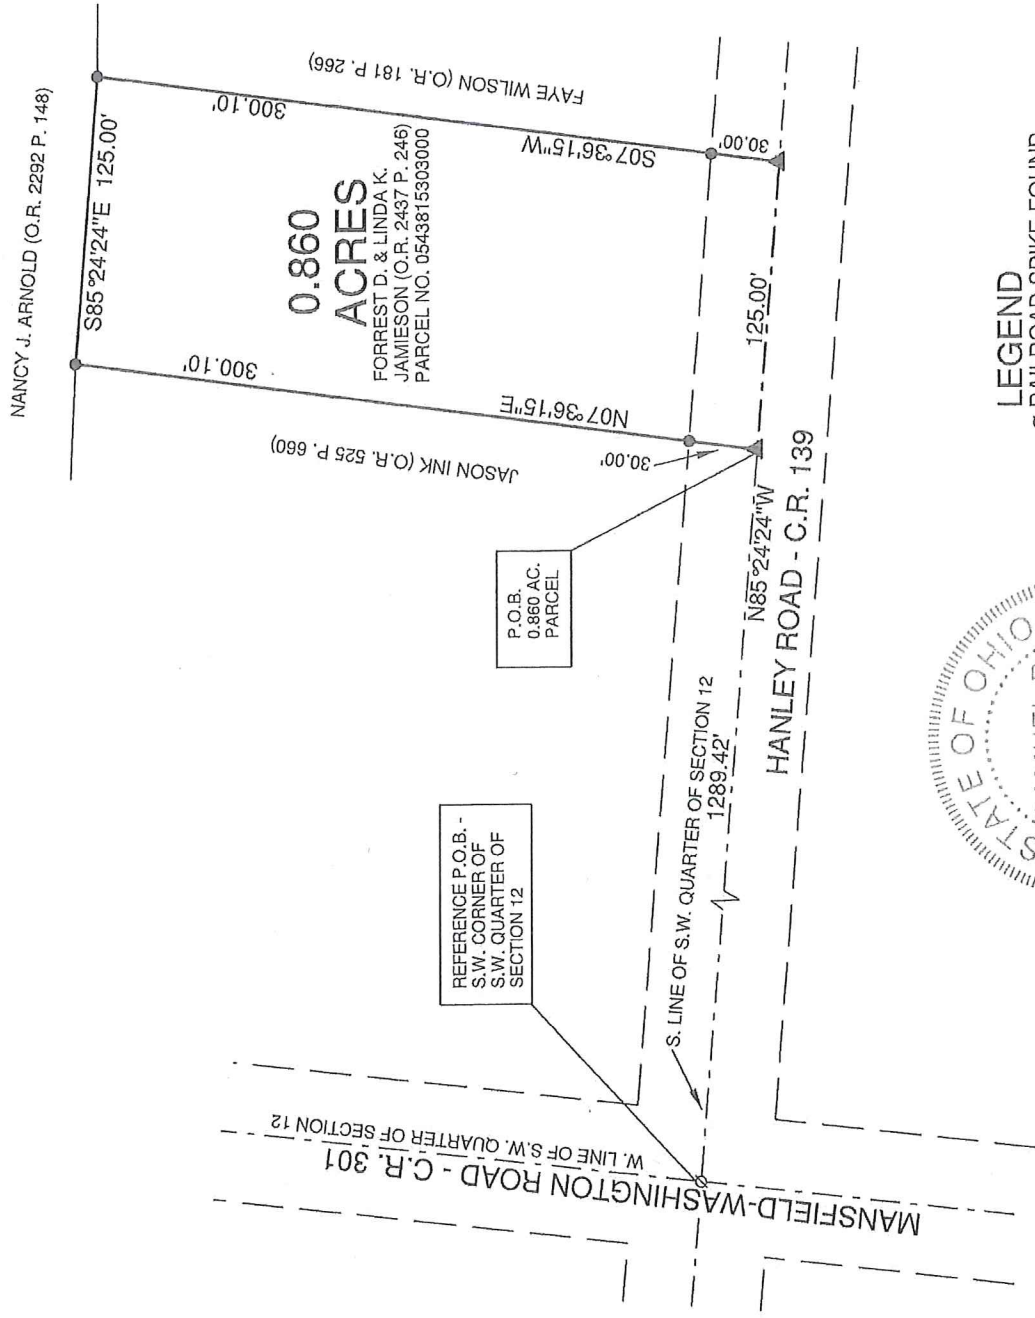 NANCY J. ARNOLD (O.R. 2292 P. 148)
S85°24'24"E 125.00'
300.10'
300.10'
FAYE WILSON (O.R. 181 P. 266)
0.860
ACRES
FORREST D. & LINDA K.
JAMIESON (O.R. 2437 P. 246)
PARCEL NO. 0543815303000
N07°36'15"E
S07°36'15"W
JASON INK (O.R. 525 P. 660)
30.00'
30.00'
125.00'
P.O.B.
0.860 AC.
PARCEL
N85°24'24"W
HANLEY ROAD - C.R. 139
REFERENCE P.O.B. -
S.W. CORNER OF
S.W. QUARTER OF
SECTION 12
S. LINE OF S.W. QUARTER OF SECTION 12
1289.42'
W. LINE OF S.W. QUARTER OF SECTION 12
MANSFIELD-WASHINGTON ROAD - C.R. 301
LEGEND
RAILROAD SPIKE FOUND
STATE OF OHIO